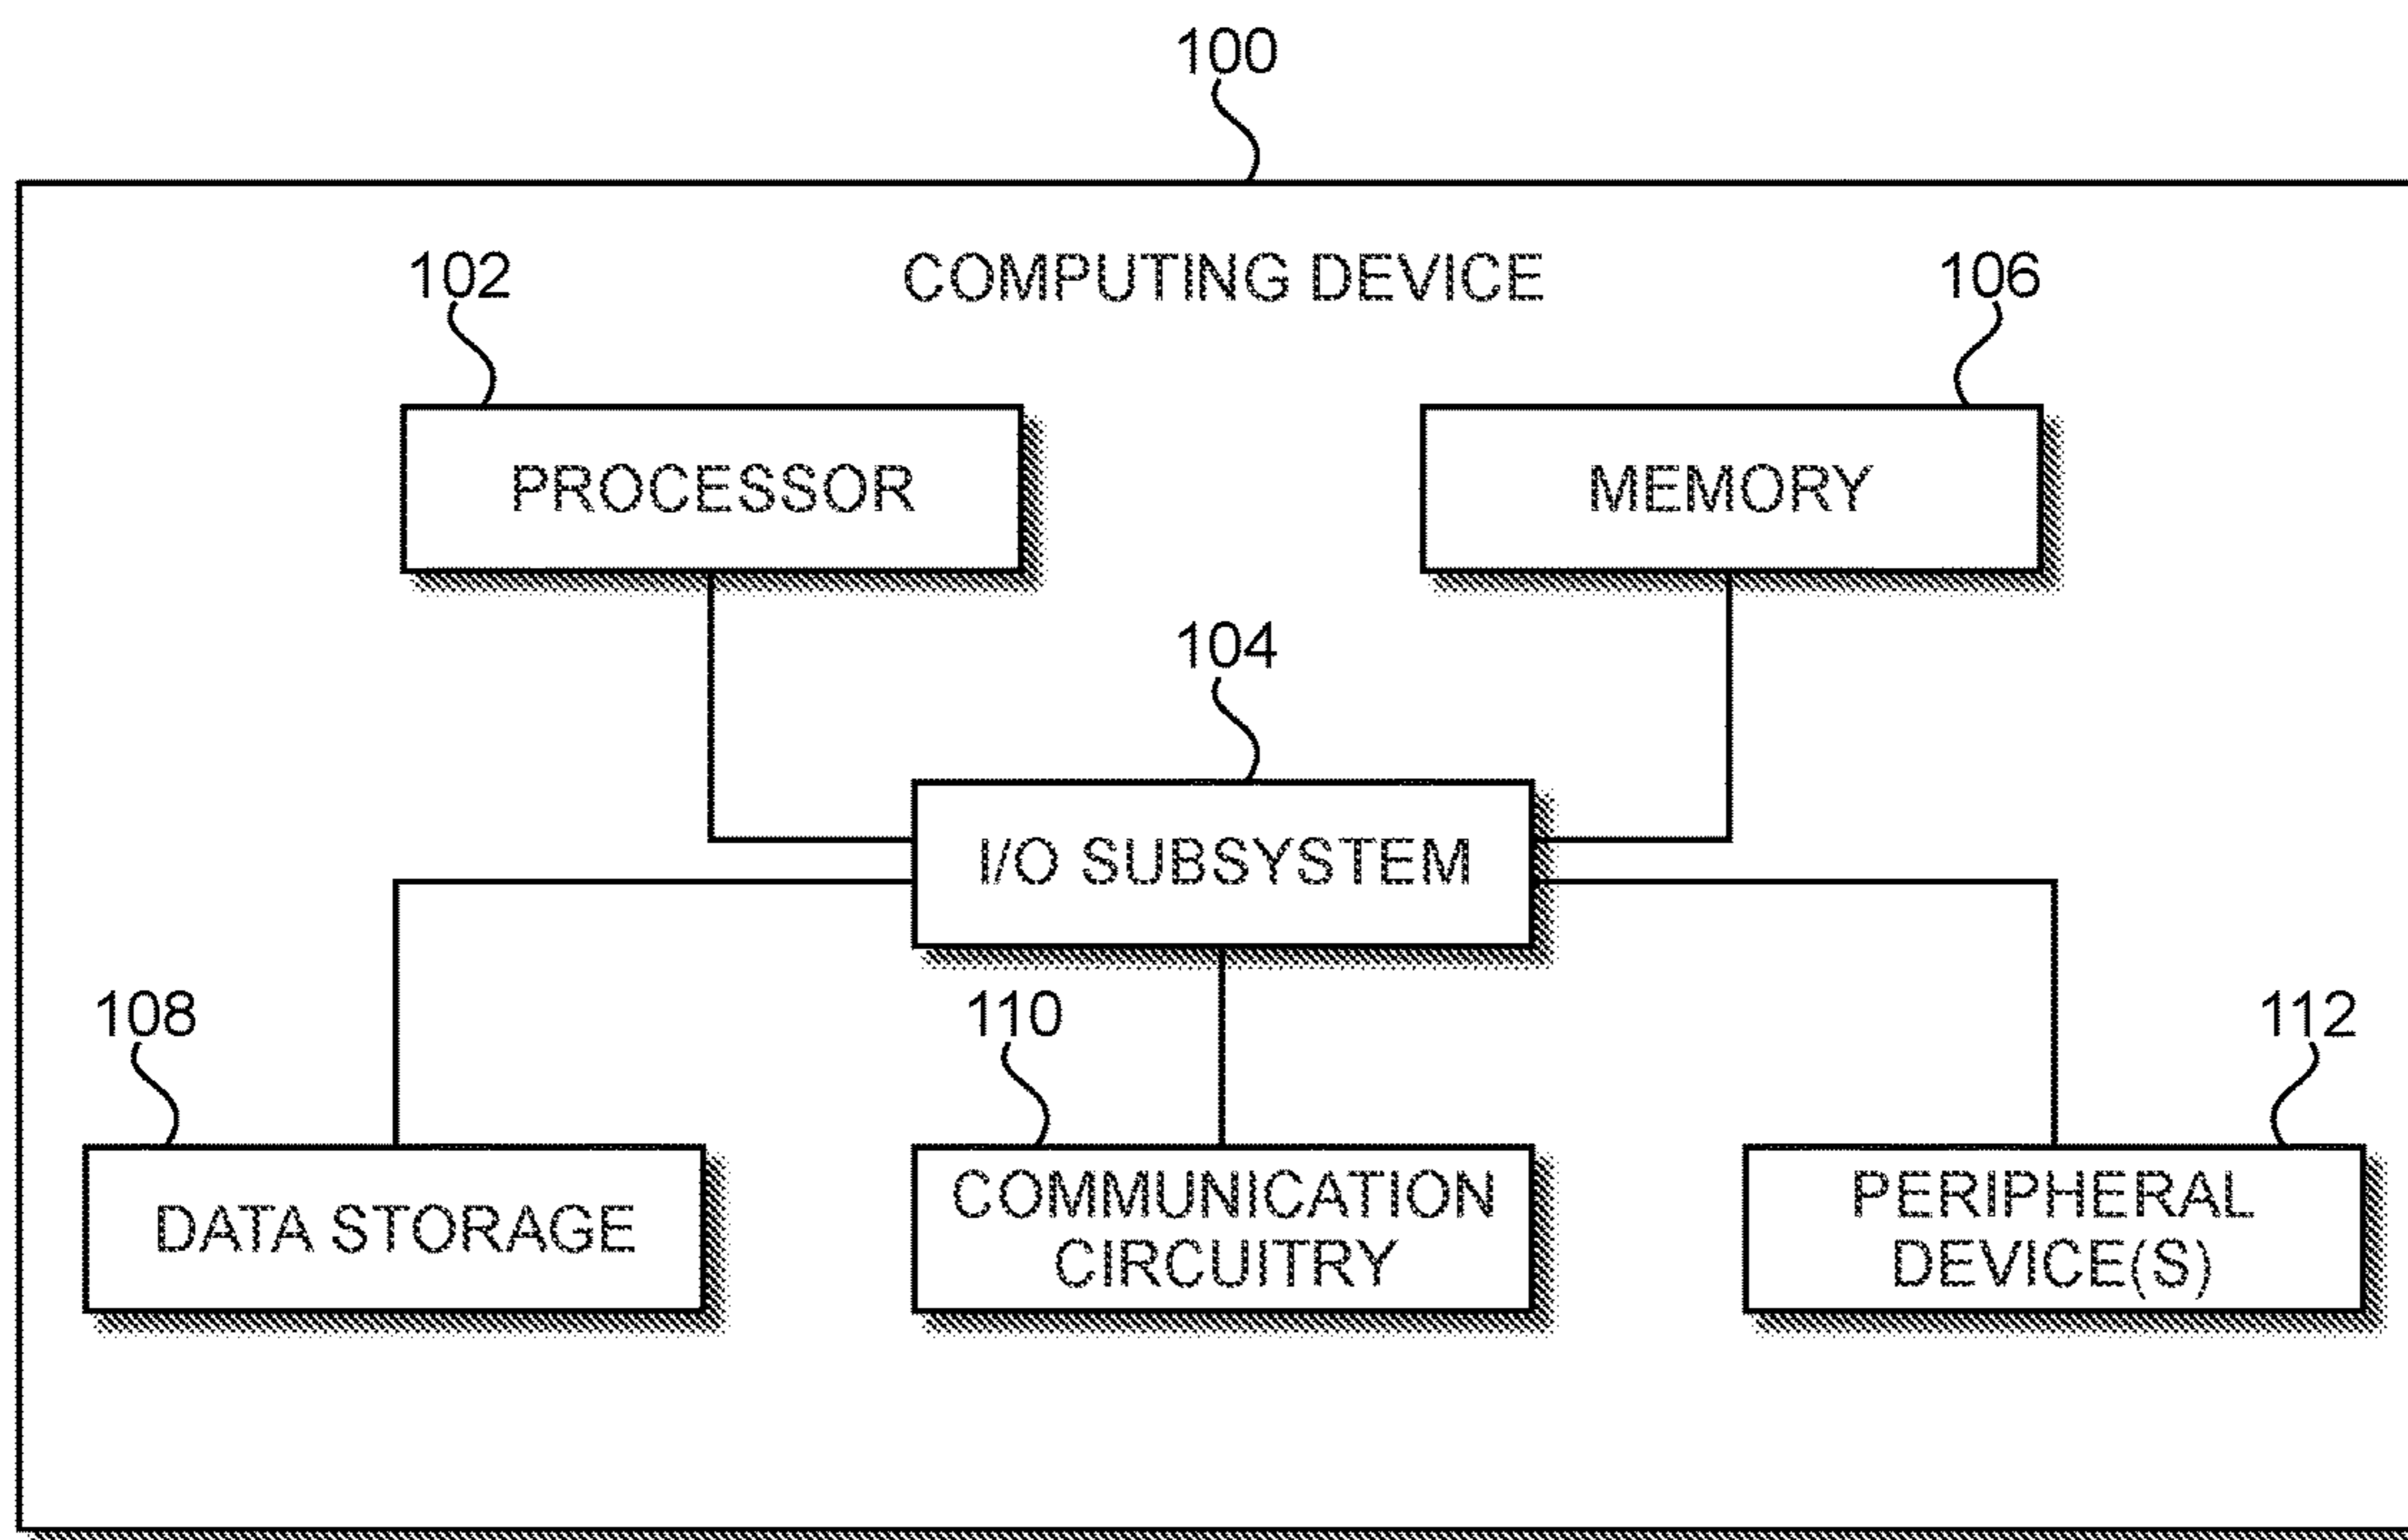 100
COMPUTING DEVICE
102
106
PROCESSOR
MEMORY
104
I/O SUBSYSTEM
108
110
112
DATA STORAGE
COMMUNICATION
CIRCUITRY
PERIPHERAL
DEVICE(S)